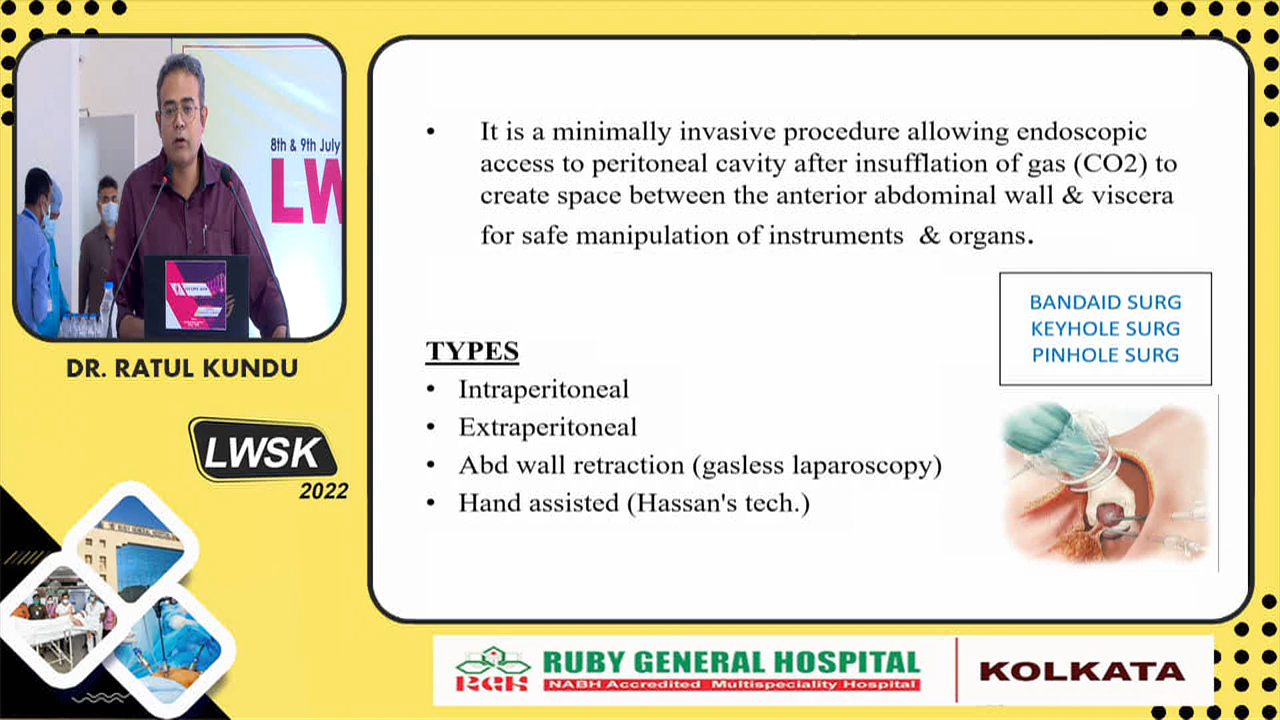 8th & 9th July
LW
DR. RATUL KUNDU
LWSK
2022
• It is a minimally invasive procedure allowing endoscopic
access to peritoneal cavity after insufflation of gas (CO2) to
create space between the anterior abdominal wall & viscera
for safe manipulation of instruments & organs.
BANDAID SURG
KEYHOLE SURG
PINHOLE SURG
TYPES
• Intraperitoneal
• Extraperitoneal
• Abd wall retraction (gasless laparoscopy)
• Hand assisted (Hassan's tech.)
RGH
RUBY GENERAL HOSPITAL
NABH Accredited Multispeciality Hospital
KOLKATA